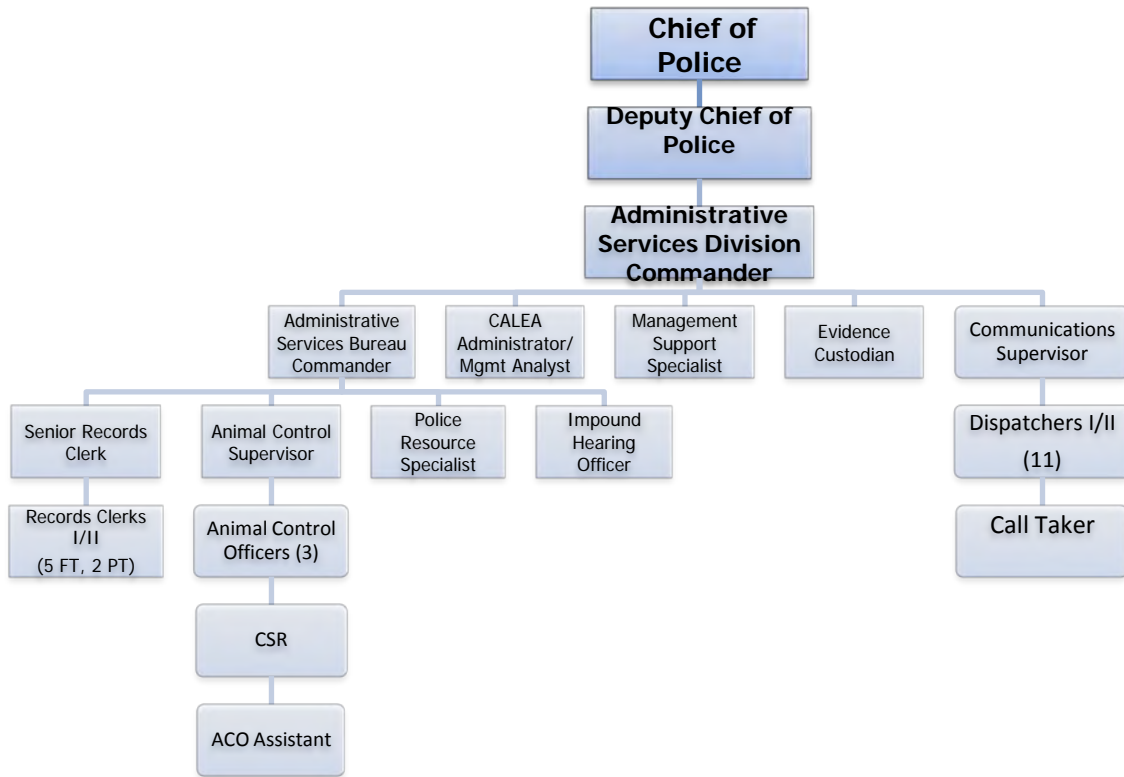 Chief of
Police
Deputy Chief of
Police
Administrative
Services Division
Commander
Administrative
Services Bureau
Commander
CALEA
Administrator/
Mgmt Analyst
Management
Support
Specialist
Evidence
Custodian
Communications
Supervisor
Senior Records
Clerk
Animal Control
Supervisor
Police
Resource
Specialist
Impound
Hearing
Officer
Dispatchers I/II
(11)
Records Clerks
I/II
(5 FT, 2 PT)
Animal Control
Officers (3)
Call Taker
CSR
ACO Assistant